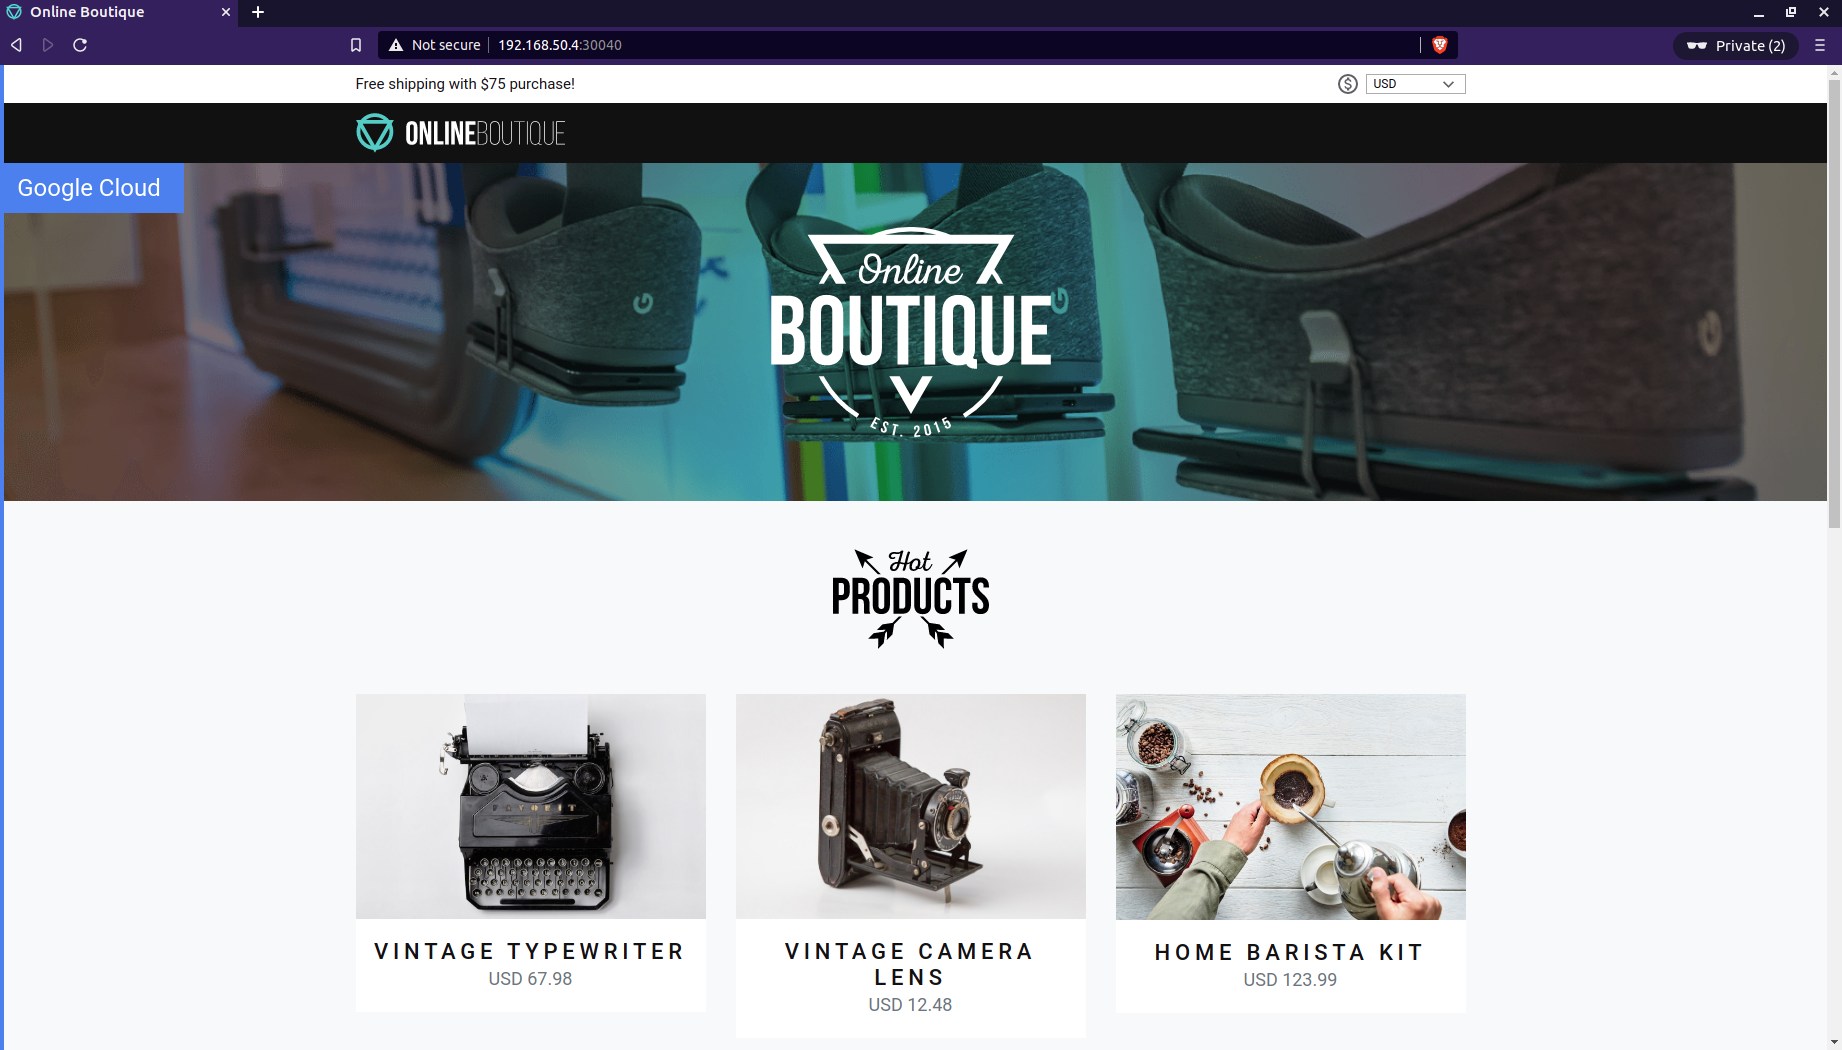 Online Boutique
Not secure 192.168.50.4:30040
Private (2)
Free shipping with $75 purchase!
$ USD
ONLINEBOUTIQUE
Google Cloud
Online
BOUTIQUE
EST. 2015
Hot
PRODUCTS
VINTAGE TYPEWRITER
USD 67.98
VINTAGE CAMERA
LENS
USD 12.48
HOME BARISTA KIT
USD 123.99